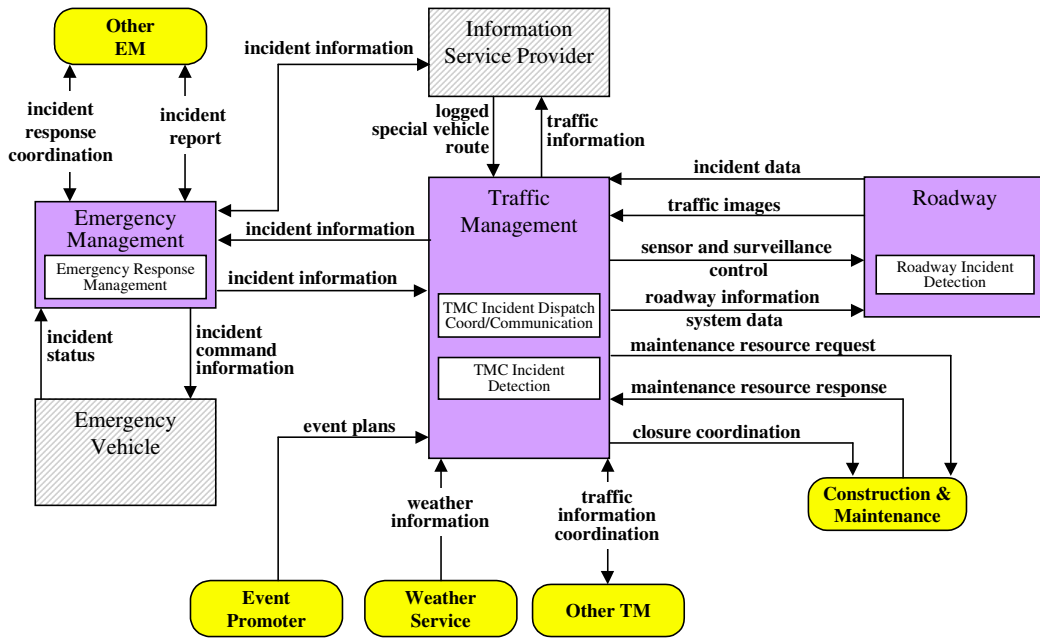 Other
EM
incident information
Information
Service Provider
incident
response
coordination
incident
report
logged
special vehicle
route
traffic
information
Emergency
Management
Emergency Response
Management
incident information
incident information
Traffic
Management
TMC Incident Dispatch
Coord/Communication
TMC Incident
Detection
incident data
traffic images
sensor and surveillance
control
roadway information
system data
Roadway
Roadway Incident
Detection
maintenance resource request
maintenance resource response
closure coordination
incident
status
incident
command
information
Emergency
Vehicle
event plans
weather
information
traffic
information
coordination
Construction &
Maintenance
Event
Promoter
Weather
Service
Other TM